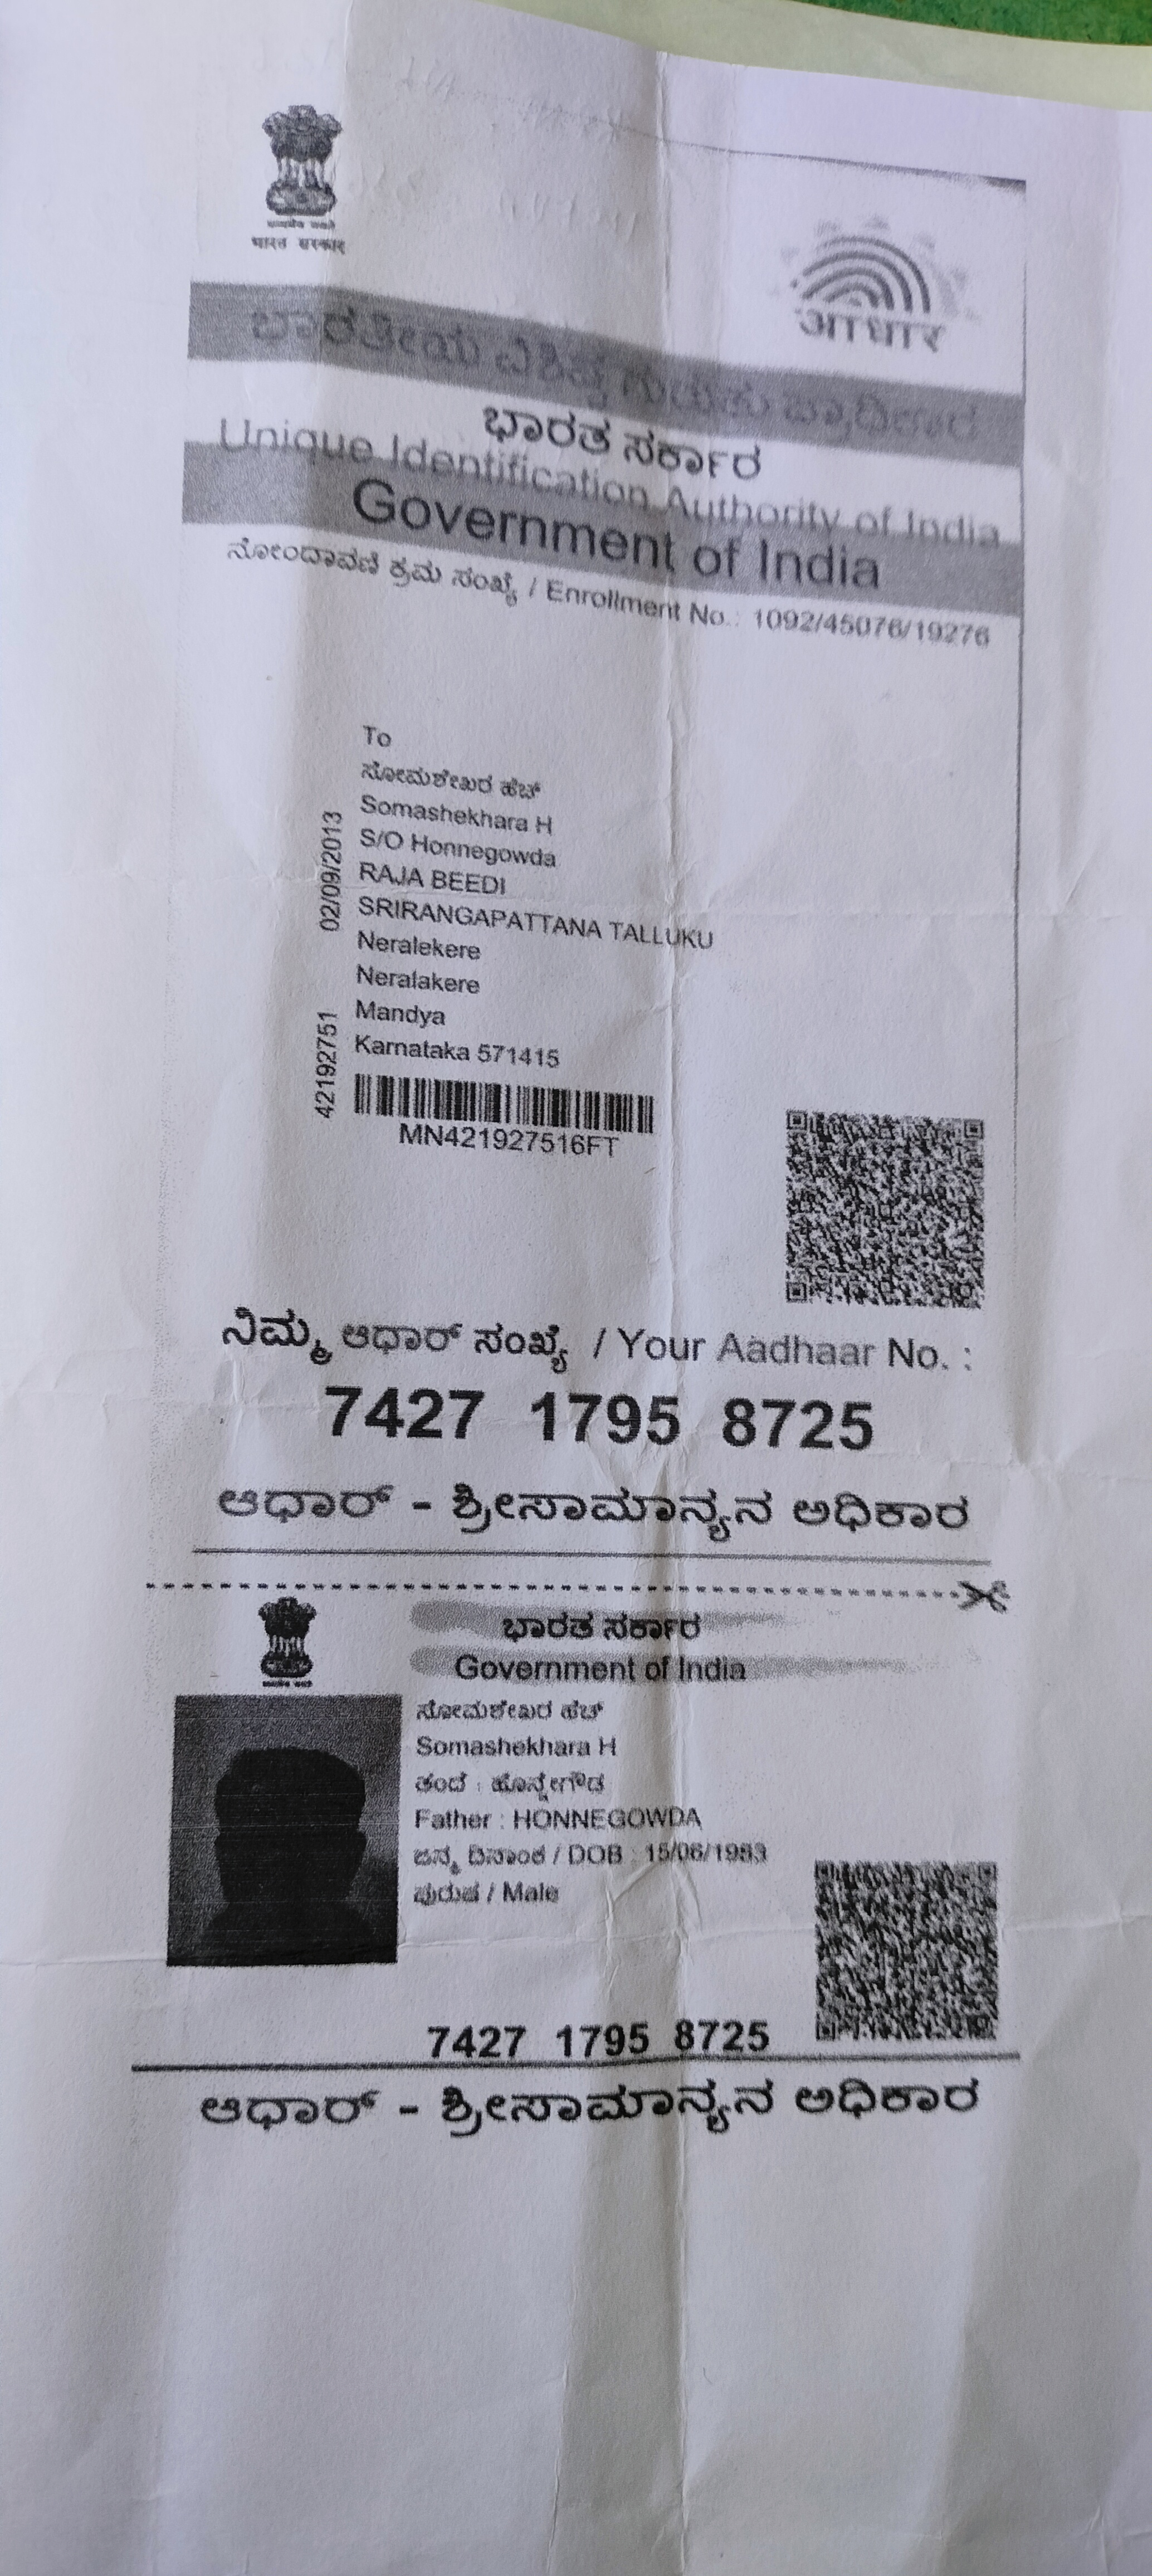 भारत सरकार
आधार
ಭಾರತೀಯ ವಿಶಿಷ್ಟ ಗುರುತು ಪ್ರಾಧಿಕಾರ
ಭಾರತ ಸರ್ಕಾರ
Unique Identification Authority of India
Government of India
ನೋಂದಾವಣಿ ಕ್ರಮ ಸಂಖ್ಯೆ / Enrollment No.: 1092/45076/19276
To
ಸೋಮಶೇಖರ ಹೆಚ್
Somashekhara H
S/O Honnegowda
RAJA BEEDI
SRIRANGAPATTANA TALLUKU
Neralekere
Neralakere
Mandya
Karnataka 571415
02/09/2013
42192751
MN421927516FT
ನಿಮ್ಮ ಆಧಾರ್ ಸಂಖ್ಯೆ / Your Aadhaar No. :
7427 1795 8725
ಆಧಾರ್ - ಶ್ರೀಸಾಮಾನ್ಯನ ಅಧಿಕಾರ
ಭಾರತ ಸರ್ಕಾರ
Government of India
ಸೋಮಶೇಖರ ಹೆಚ್
Somashekhara H
ತಂದೆ : ಹೊನ್ನೇಗೌಡ
Father : HONNEGOWDA
ಜನ್ಮ ದಿನಾಂಕ / DOB : 15/06/1983
ಪುರುಷ / Male
7427 1795 8725
ಆಧಾರ್ - ಶ್ರೀಸಾಮಾನ್ಯನ ಅಧಿಕಾರ